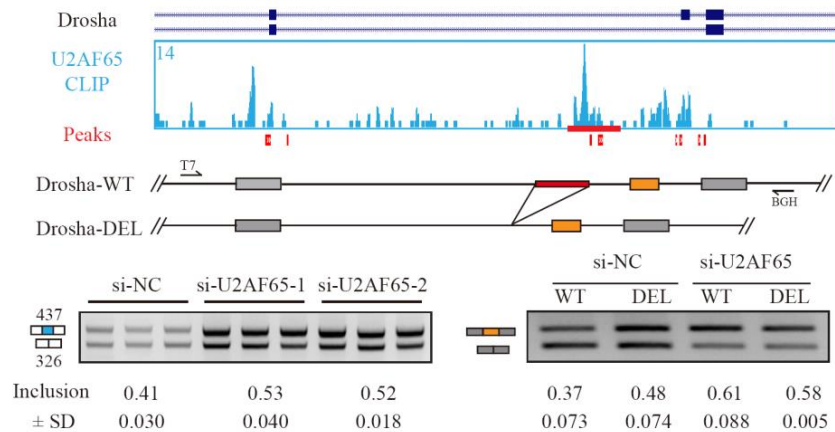 Drosha
14
U2AF65
CLIP
Peaks
T7
Drosha-WT
BGH
Drosha-DEL
si-NC si-U2AF65-1 si-U2AF65-2
437
326
si-NC si-U2AF65
WT DEL WT DEL
Inclusion 0.41 0.53 0.52 0.37 0.48 0.61 0.58
± SD 0.030 0.040 0.018 0.073 0.074 0.088 0.005